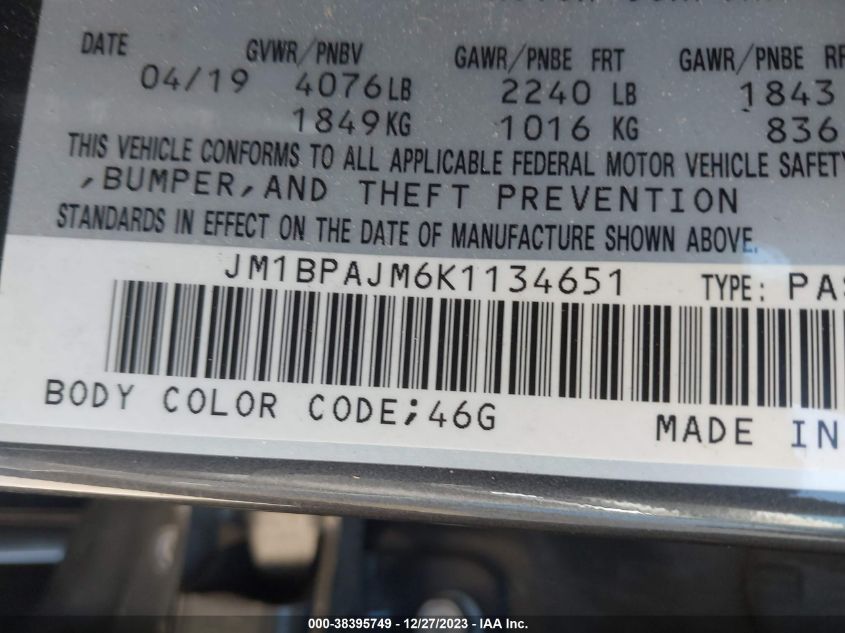 DATE GVWR/PNBV GAWR/PNBE FRT GAWR/PNBE
04/19 4076LB 2240 LB 1843
1849KG 1016 KG 836
THIS VEHICLE CONFORMS TO ALL APPLICABLE FEDERAL MOTOR VEHICLE SAFETY
,BUMPER,AND THEFT PREVENTION
STANDARDS IN EFFECT ON THE DATE OF MANUFACTURE SHOWN ABOVE.
JM1BPAJM6K1134651 TYPE: PAS
BODY COLOR CODE;46G
MADE IN
000-38395749 - 12/27/2023 - IAA Inc.